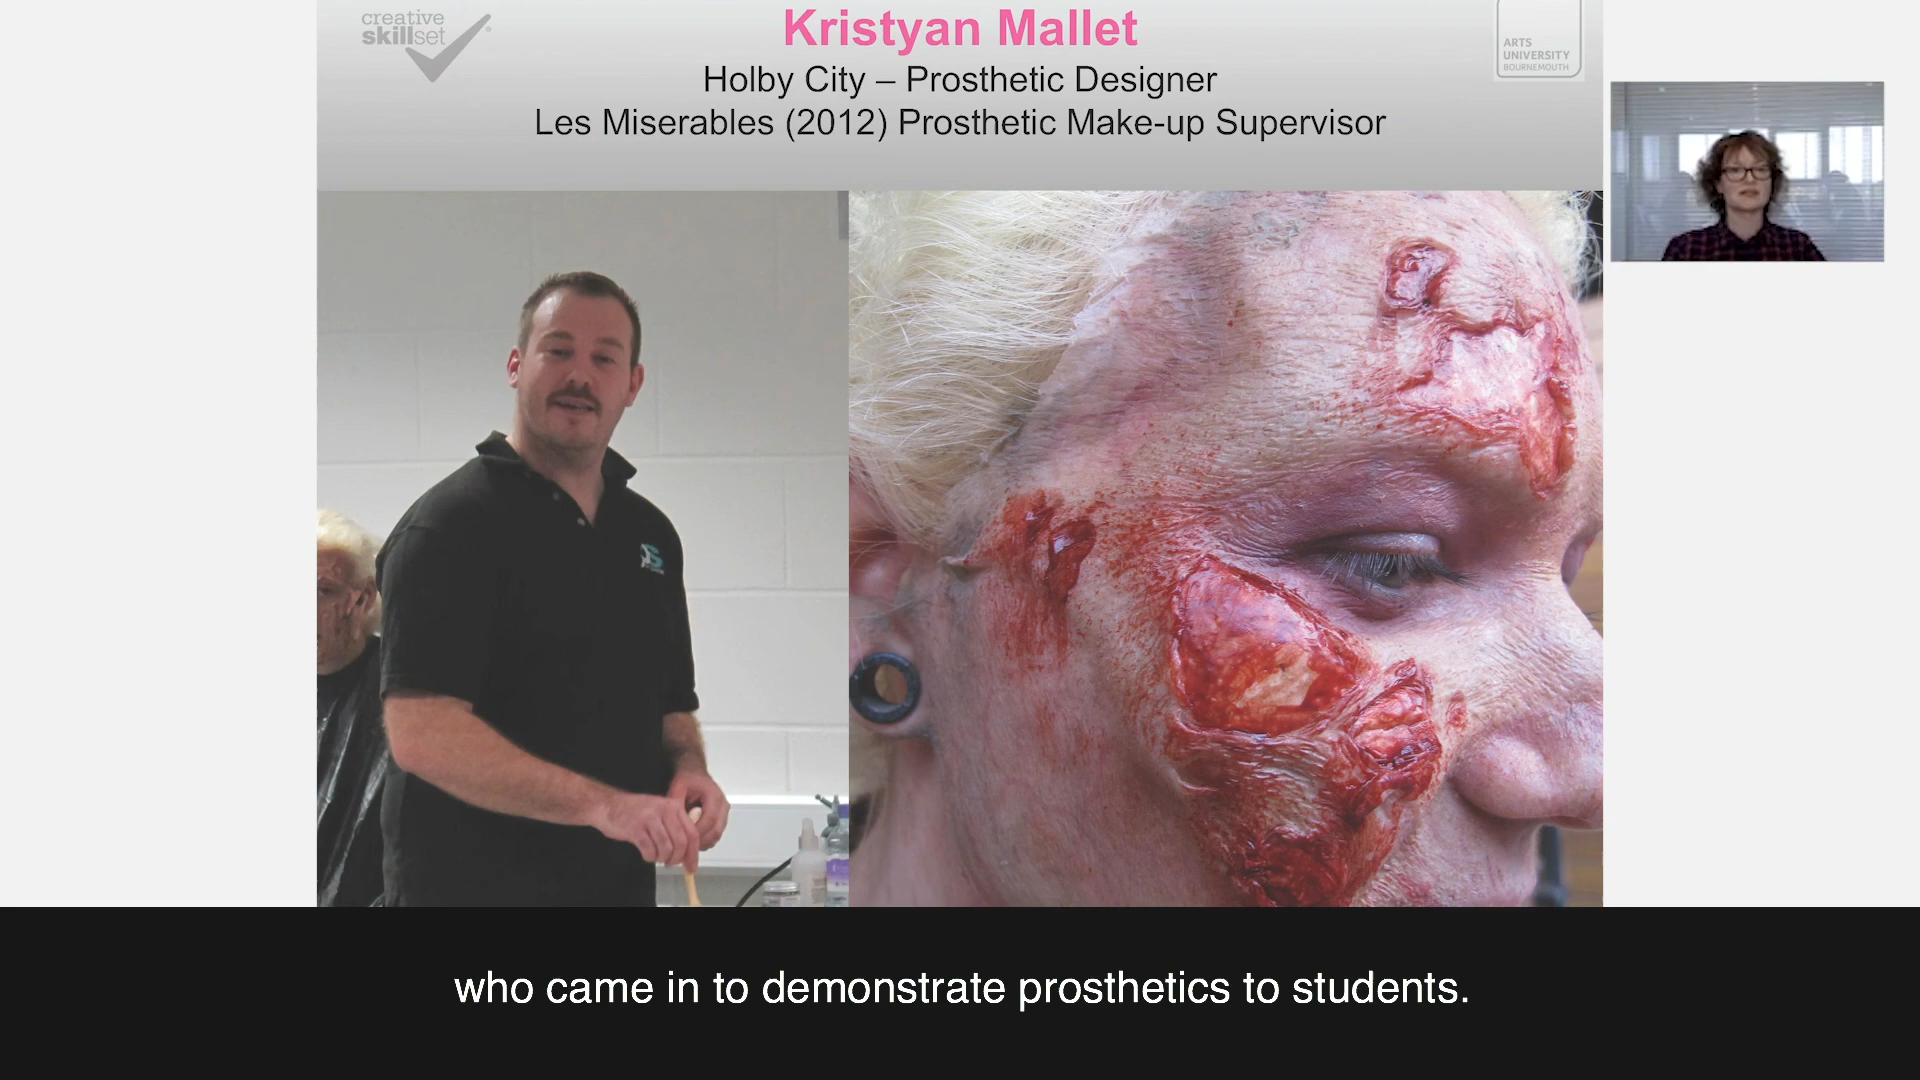 creative
skillset
Kristyan Mallet
Holby City – Prosthetic Designer
Les Miserables (2012) Prosthetic Make-up Supervisor
ARTS
UNIVERSITY
BOURNEMOUTH
who came in to demonstrate prosthetics to students.